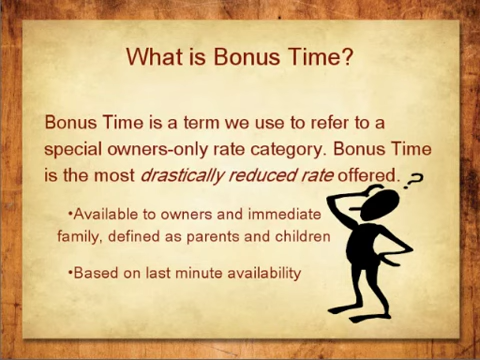 What is Bonus Time?
Bonus Time is a term we use to refer to a
special owners-only rate category. Bonus Time
is the most drastically reduced rate offered.
•Available to owners and immediate
family, defined as parents and children
•Based on last minute availability
?